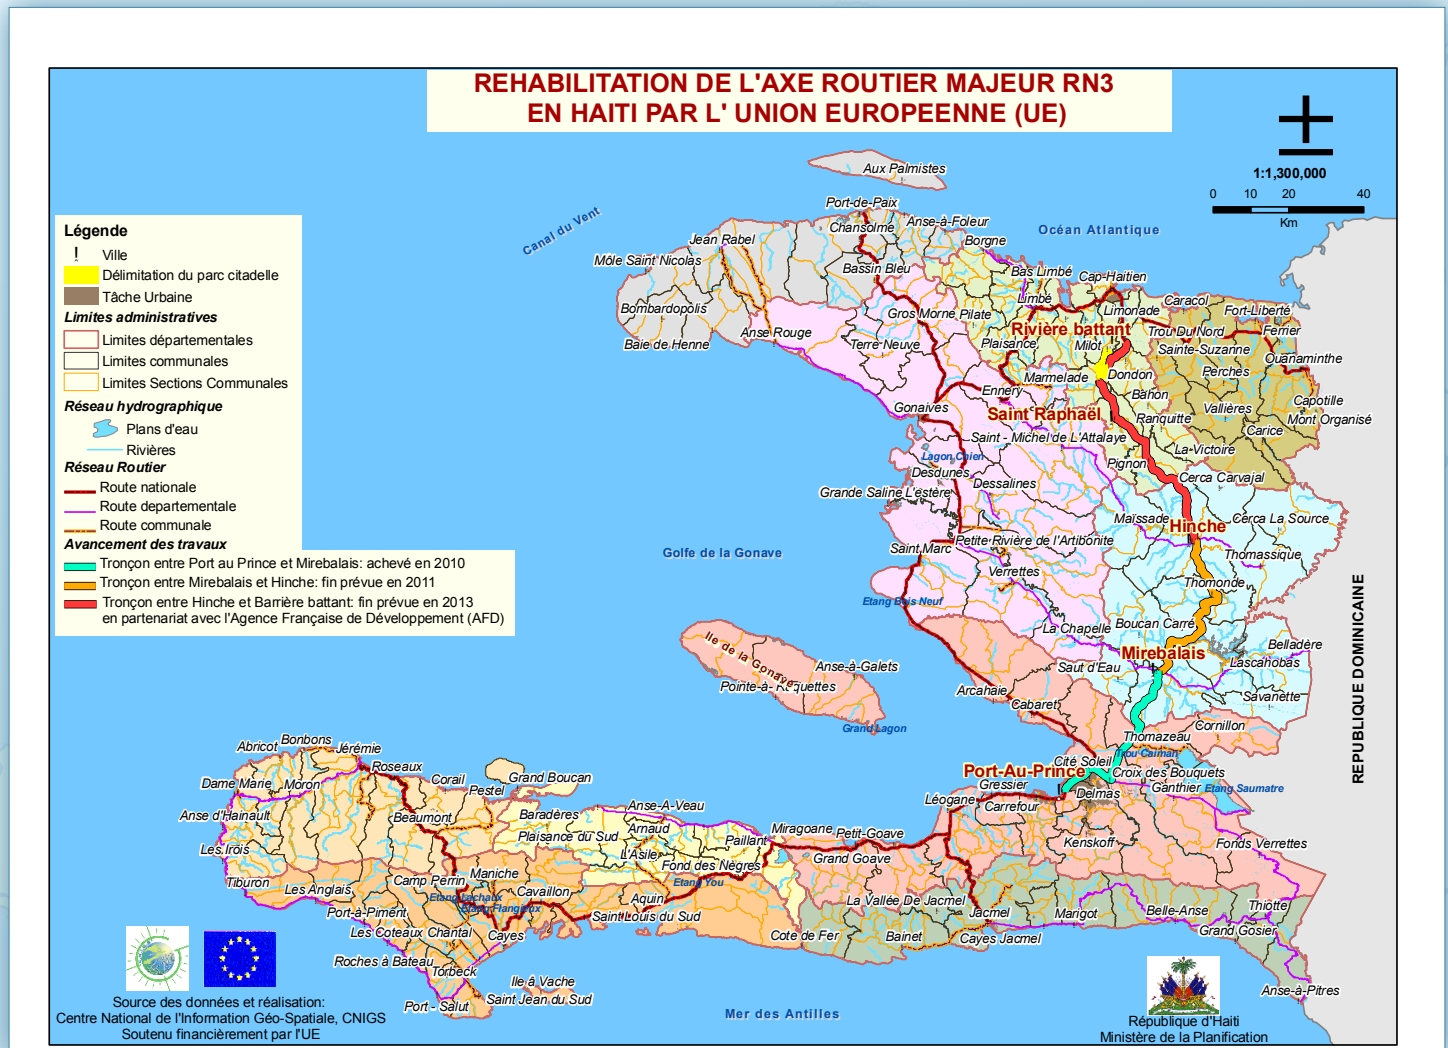 REHABILITATION DE L'AXE ROUTIER MAJEUR RN3
EN HAITI PAR L' UNION EUROPEENNE (UE)
1:1,300,000
0 10 20 40
Km
Légende
! Ville
Délimitation du parc citadelle
Tâche Urbaine
Limites administratives
Limites départementales
Limites communales
Limites Sections Communales
Réseau hydrographique
Plans d'eau
Rivières
Réseau Routier
Route nationale
Route departementale
Route communale
Avancement des travaux
Tronçon entre Port au Prince et Mirebalais: achevé en 2010
Tronçon entre Mirebalais et Hinche: fin prévue en 2011
Tronçon entre Hinche et Barrière battant: fin prévue en 2013
en partenariat avec l'Agence Française de Développement (AFD)
Canal du Vent
Océan Atlantique
Golfe de la Gonave
Mer des Antilles
REPUBLIQUE DOMINICAINE
Aux Palmistes
Port-de-Paix
Chansolme
Anse-à-Foleur
Jean Rabel
Borgne
Môle Saint Nicolas
Bassin Bleu
Bas Limbé
Cap-Haitien
Limbé
Bombardopolis
Gros Morne
Pilate
Limonade
Caracol
Fort-Liberté
Rivière battant
Trou Du Nord
Ferrier
Anse Rouge
Baie de Henne
Terre-Neuve
Plaisance
Milot
Sainte-Suzanne
Ouanaminthe
Perches
Marmelade
Dondon
Ennery
Bahon
Capotille
Gonaives
Saint Raphaël
Ranquitte
Vallières
Mont Organisé
Carice
Saint - Michel de L'Attalaye
La-Victoire
Lagon Chien
Pignon
Desdunes
Dessalines
Cerca Carvajal
Grande Saline
L'estère
Maïssade
Hinche
Cerca La Source
Petite Rivière de l'Artibonite
Saint Marc
Thomassique
Verrettes
Thomonde
Etang Bois Neuf
La Chapelle
Boucan Carré
Belladère
Mirebalais
Lascahobas
Saut d'Eau
Savanette
Ile de la Gonave
Anse-à-Galets
Pointe-à-Raquettes
Grand Lagon
Arcahaie
Cabaret
Cornillon
Thomazeau
Trou Caiman
Cité Soleil
Port-Au-Prince
Croix des Bouquets
Gressier
Delmas
Ganthier
Etang Saumatre
Léogane
Carrefour
Kenskoff
Fonds Verrettes
Abricot
Bonbons
Jérémie
Roseaux
Dame Marie
Moron
Corail
Pestel
Grand Boucan
Anse d'Hainault
Beaumont
Baradères
Anse-A-Veau
Plaisance du Sud
Arnaud
Paillant
Miragoane
Petit-Goave
Les Irois
L'Asile
Fond des Nègres
Grand Goave
Tiburon
Les Anglais
Camp Perrin
Maniche
Cavaillon
Etang You
Aquin
Etang Lachaux
Port-à-Piment
Saint Louis du Sud
La Vallée De Jacmel
Jacmel
Marigot
Belle-Anse
Thiotte
Grand Gosier
Les Coteaux
Chantal
Cayes
Cote de Fer
Bainet
Cayes Jacmel
Roches à Bateau
Torbeck
Ile à Vache
Saint Jean du Sud
Port - Salut
Anse-à-Pitres
Source des données et réalisation:
Centre National de l'Information Géo-Spatiale, CNIGS
Soutenu financièrement par l'UE
République d'Haiti
Ministère de la Planification